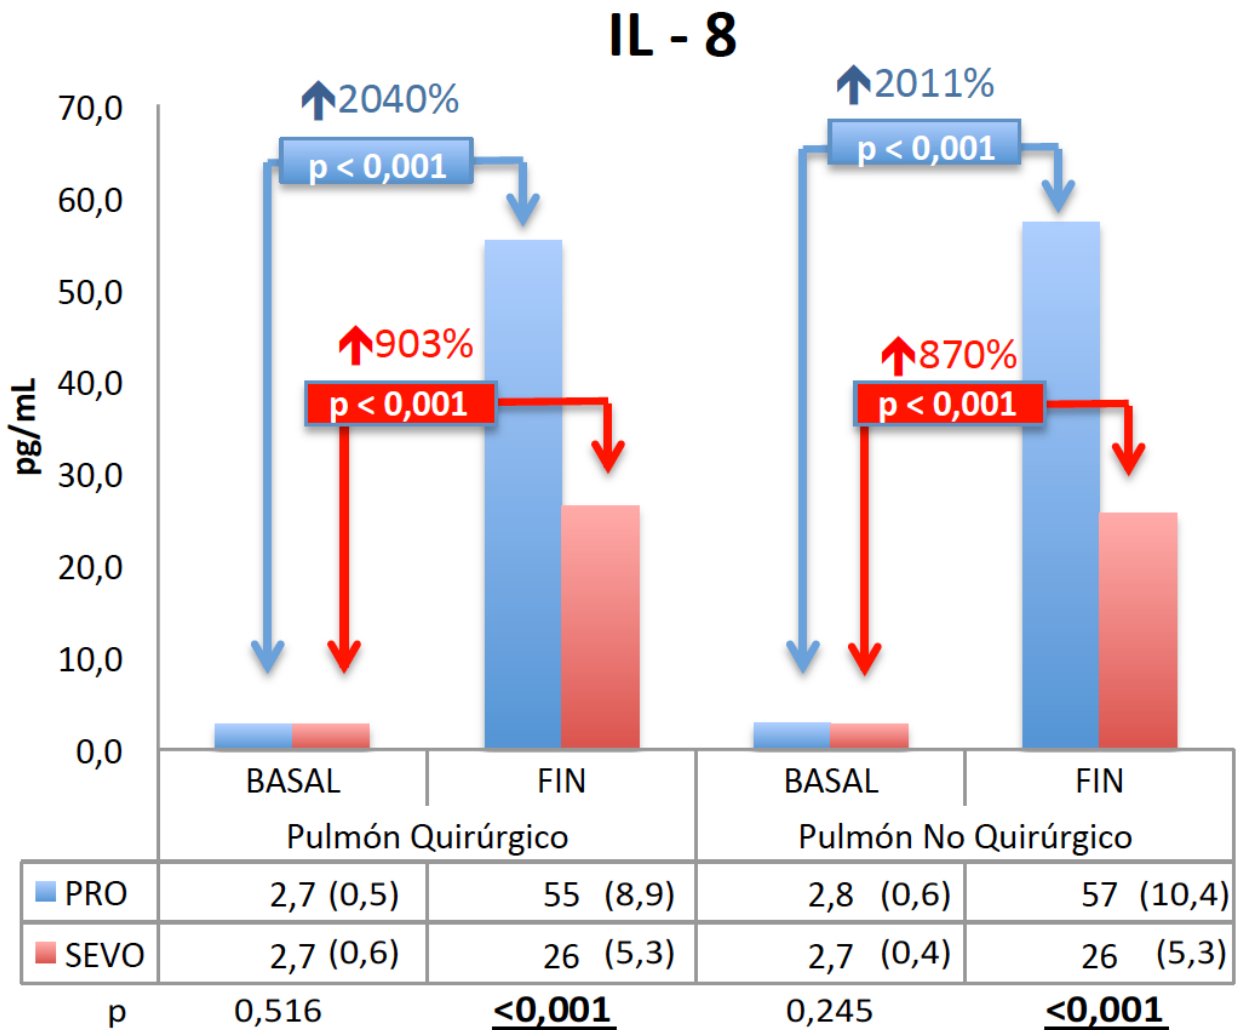 IL - 8
2040%
2011%
p < 0,001
p < 0,001
903%
870%
p < 0,001
p < 0,001
pg/mL
70,0
60,0
50,0
40,0
30,0
20,0
10,0
0,0
BASAL FIN BASAL FIN
Pulmón Quirúrgico Pulmón No Quirúrgico
PRO 2,7 (0,5) 55 (8,9) 2,8 (0,6) 57 (10,4)
SEVO 2,7 (0,6) 26 (5,3) 2,7 (0,4) 26 (5,3)
p 0,516 <0,001 0,245 <0,001